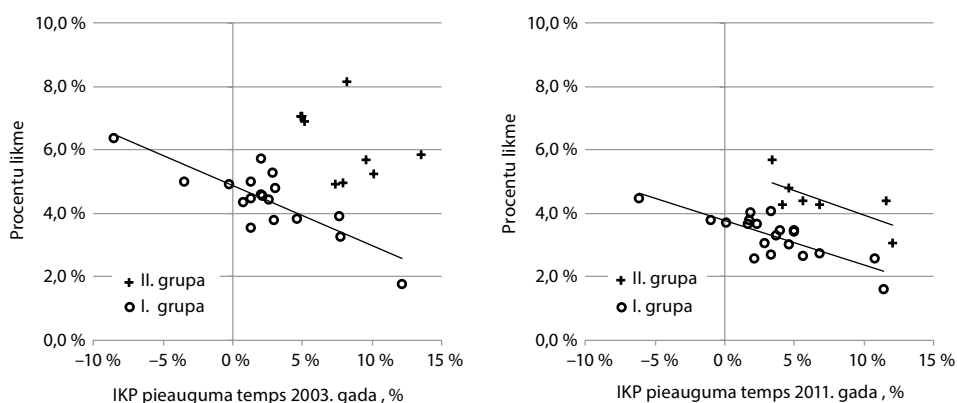 10,0 %
8,0 %
6,0 %
4,0 %
2,0 %
0,0 %
Procentu likme
II. grupa
I. grupa
–10 % –5 % 0 % 5 % 10 % 15 %
IKP pieauguma temps 2003. gada , %
10,0 %
8,0 %
6,0 %
4,0 %
2,0 %
0,0 %
Procentu likme
II. grupa
I. grupa
–10 % –5 % 0 % 5 % 10 % 15 %
IKP pieauguma temps 2011. gada , %